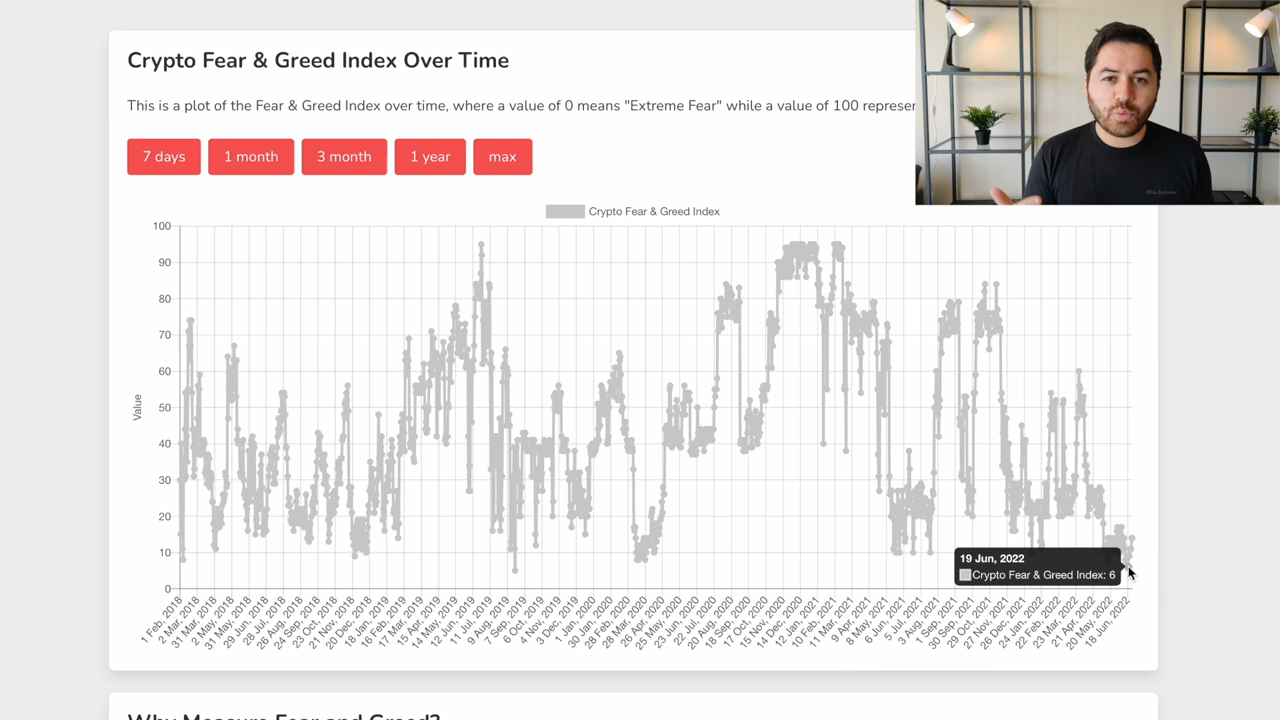 Crypto Fear & Greed Index Over Time
This is a plot of the Fear & Greed Index over time, where a value of 0 means "Extreme Fear" while a value of 100 represer
7 days
1 month
3 month
1 year
max
Crypto Fear & Greed Index
100
90
80
70
60
50
40
30
20
10
0
Value
19 Jun, 2022
Crypto Fear & Greed Index: 6
1 Feb, 2018
2 Mar, 2018
31 Mar, 2018
2 May, 2018
31 May, 2018
29 Jun, 2018
28 Jul, 2018
26 Aug, 2018
24 Sep, 2018
23 Oct, 2018
21 Nov, 2018
20 Dec, 2018
18 Jan, 2019
16 Feb, 2019
17 Mar, 2019
15 Apr, 2019
14 May, 2019
12 Jun, 2019
11 Jul, 2019
9 Aug, 2019
7 Sep, 2019
6 Oct, 2019
4 Nov, 2019
3 Dec, 2019
1 Jan, 2020
30 Jan, 2020
28 Feb, 2020
28 Mar, 2020
26 Apr, 2020
25 May, 2020
23 Jun, 2020
22 Jul, 2020
20 Aug, 2020
18 Sep, 2020
17 Oct, 2020
15 Nov, 2020
14 Dec, 2020
12 Jan, 2021
10 Feb, 2021
11 Mar, 2021
9 Apr, 2021
8 May, 2021
6 Jun, 2021
5 Jul, 2021
3 Aug, 2021
1 Sep, 2021
30 Sep, 2021
29 Oct, 2021
27 Nov, 2021
26 Dec, 2021
24 Jan, 2022
22 Feb, 2022
23 Mar, 2022
21 Apr, 2022
20 May, 2022
18 Jun, 2022
Why Measure Fear and Greed?